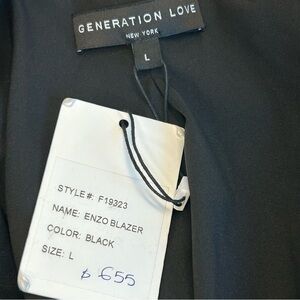 GENERATION LOVE
NEW YORK
L
STYLE#: F19323
NAME: ENZO BLAZER
COLOR: BLACK
SIZE: L
$ 655